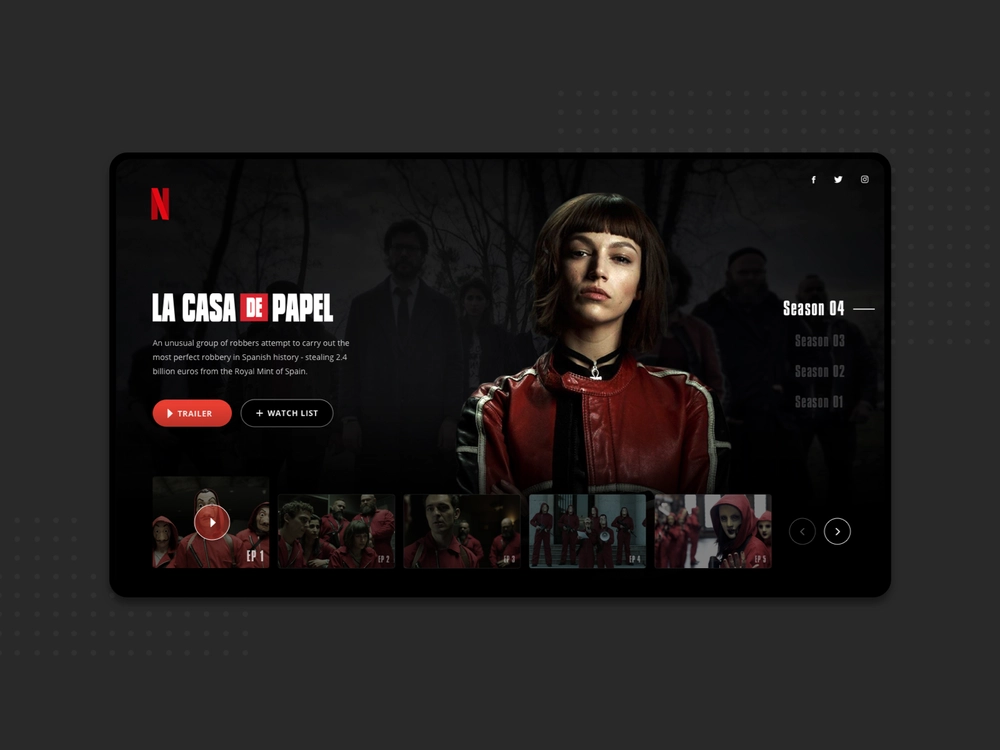 N
LA CASA DE PAPEL
An unusual group of robbers attempt to carry out the
most perfect robbery in Spanish history - stealing 2.4
billion euros from the Royal Mint of Spain.
TRAILER
+ WATCH LIST
Season 04
Season 03
Season 02
Season 01
EP 1
EP 2
EP 3
EP 4
EP 5